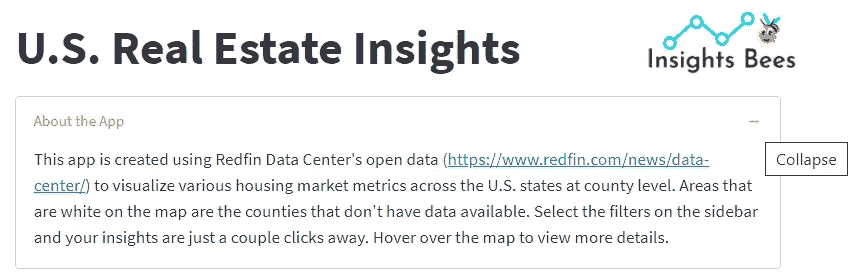 U.S. Real Estate Insights
Insights Bees
About the App
This app is created using Redfin Data Center's open data (https://www.redfin.com/news/data-
center/) to visualize various housing market metrics across the U.S. states at county level. Areas that
are white on the map are the counties that don't have data available. Select the filters on the sidebar
and your insights are just a couple clicks away. Hover over the map to view more details.
Collapse